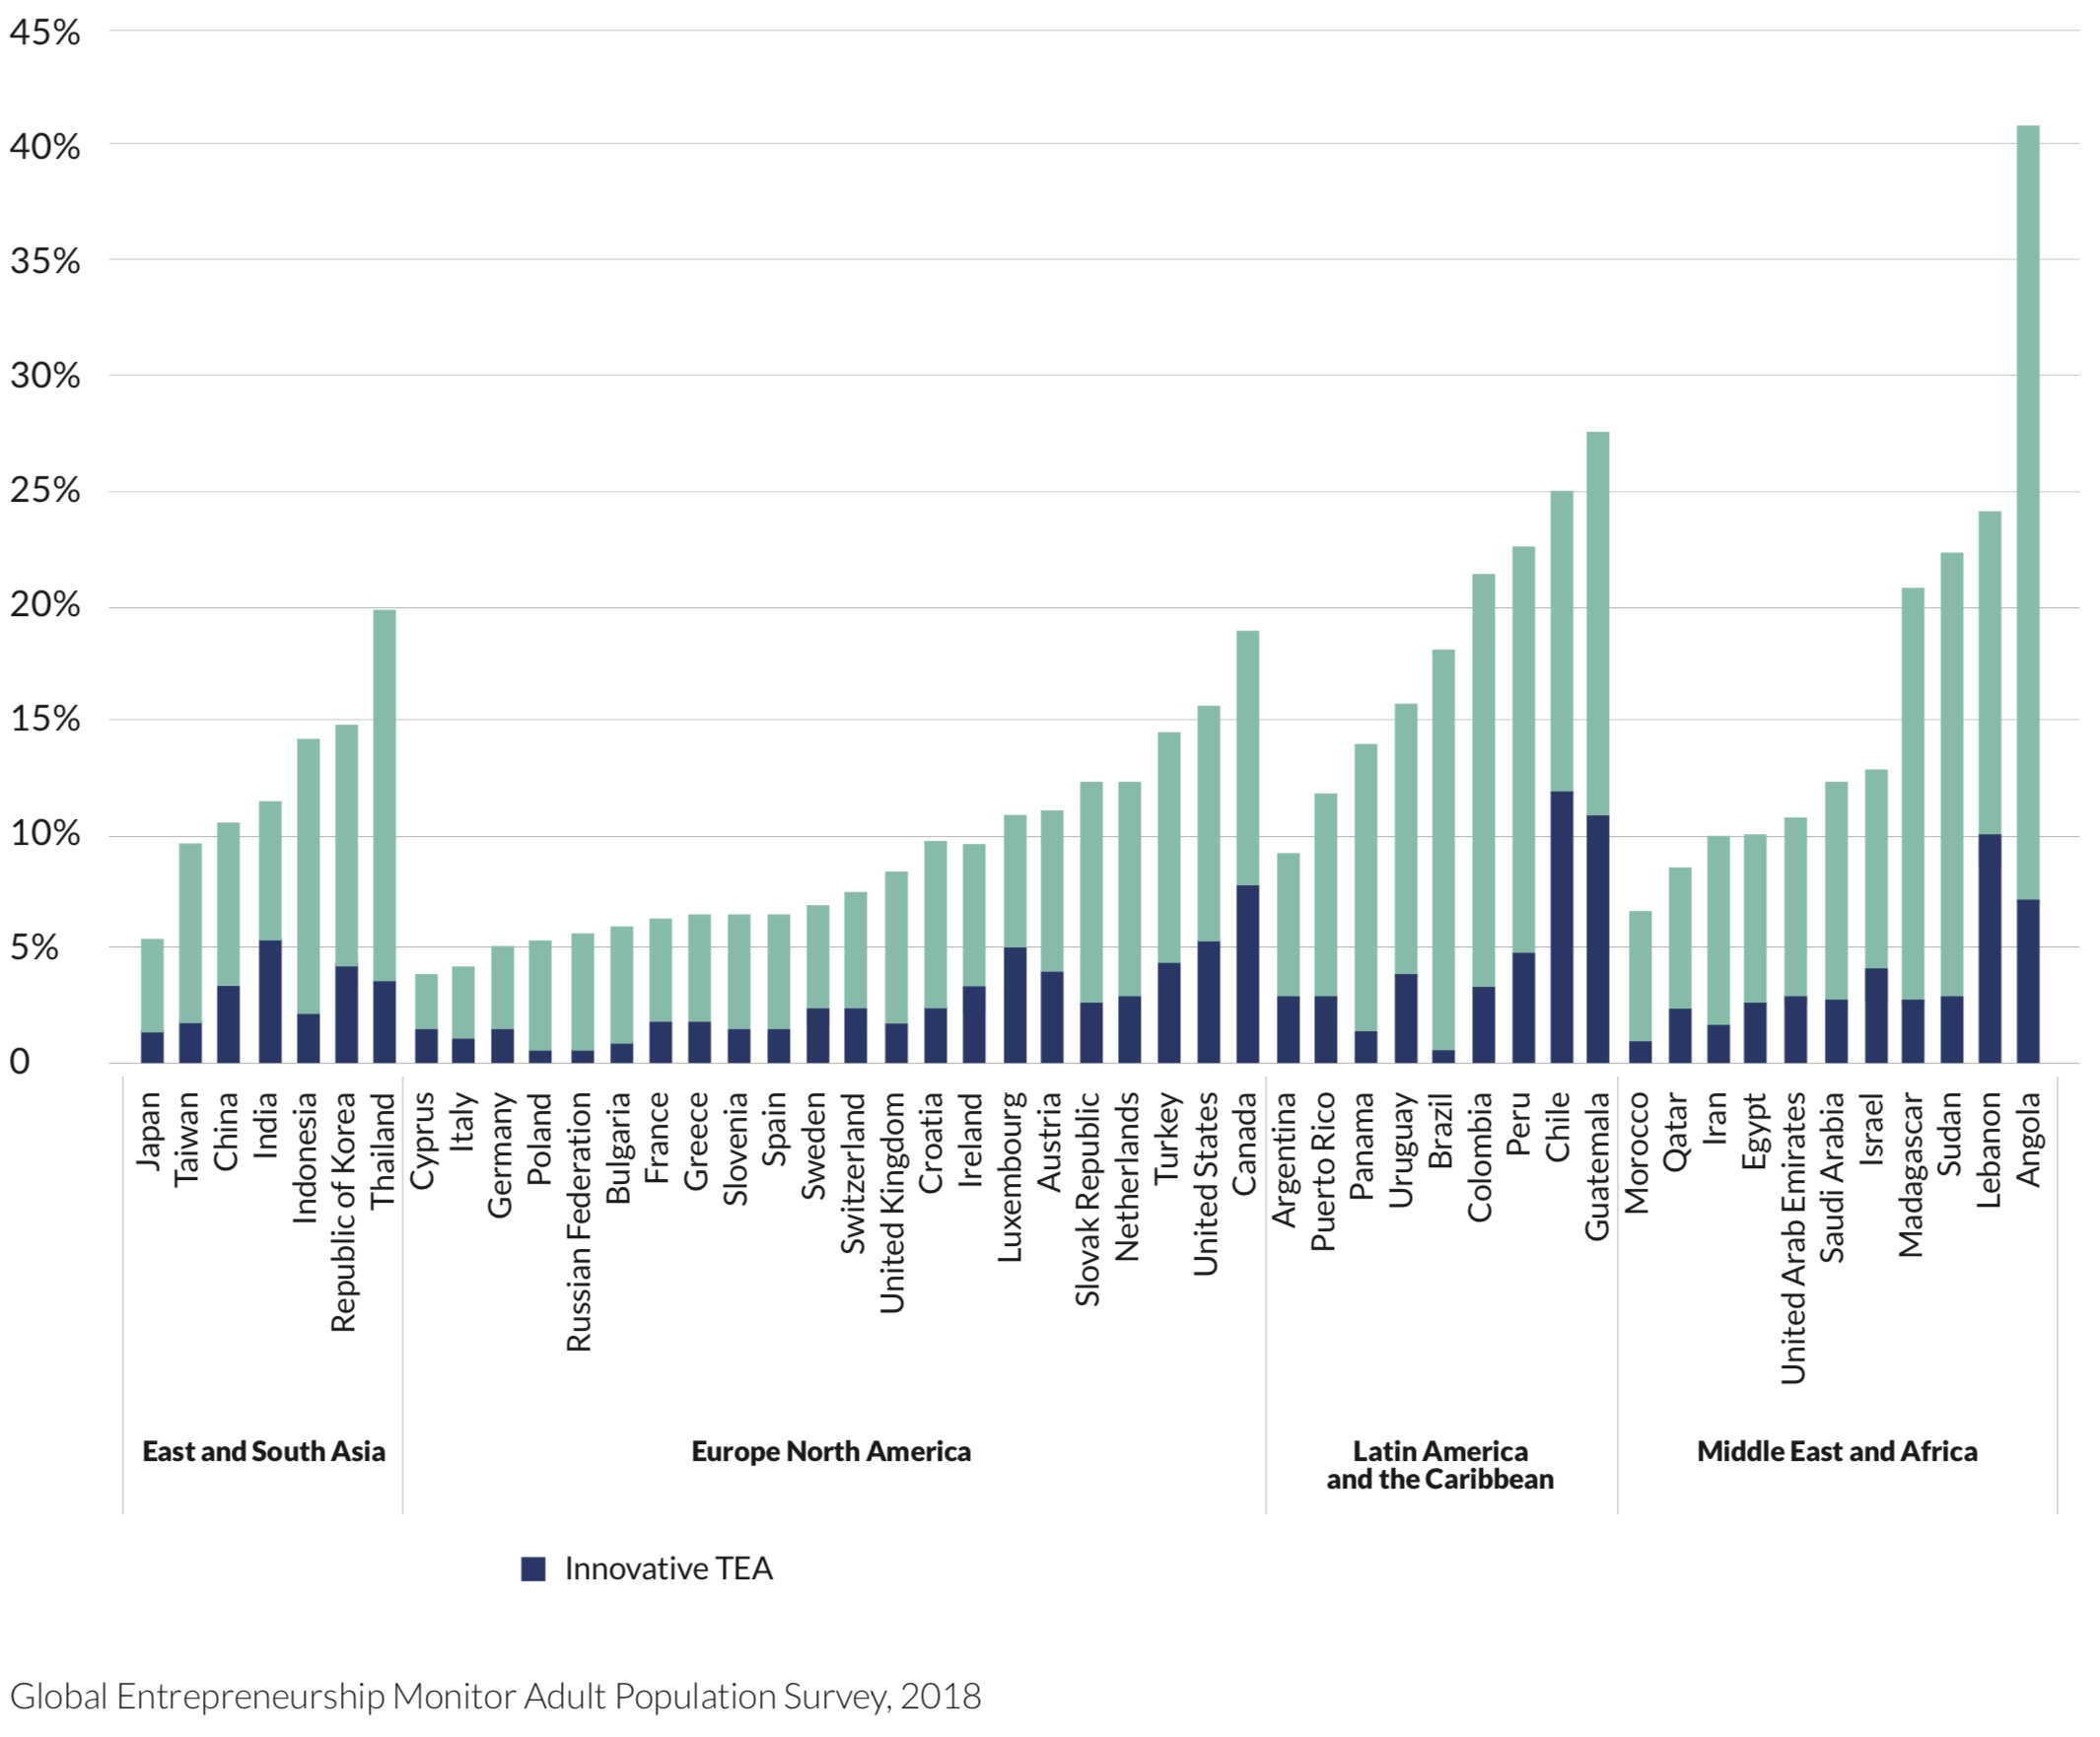 45%
40%
35%
30%
25%
20%
15%
10%
5%
0
Japan
Taiwan
China
India
Indonesia
Republic of Korea
Thailand
Cyprus
Italy
Germany
Poland
Russian Federation
Bulgaria
France
Greece
Slovenia
Spain
Sweden
Switzerland
United Kingdom
Croatia
Ireland
Luxembourg
Austria
Slovak Republic
Netherlands
Turkey
United States
Canada
Argentina
Puerto Rico
Panama
Uruguay
Brazil
Colombia
Peru
Chile
Guatemala
Morocco
Qatar
Iran
Egypt
United Arab Emirates
Saudi Arabia
Israel
Madagascar
Sudan
Lebanon
Angola
East and South Asia
Europe North America
Latin America
and the Caribbean
Middle East and Africa
Innovative TEA
Global Entrepreneurship Monitor Adult Population Survey, 2018